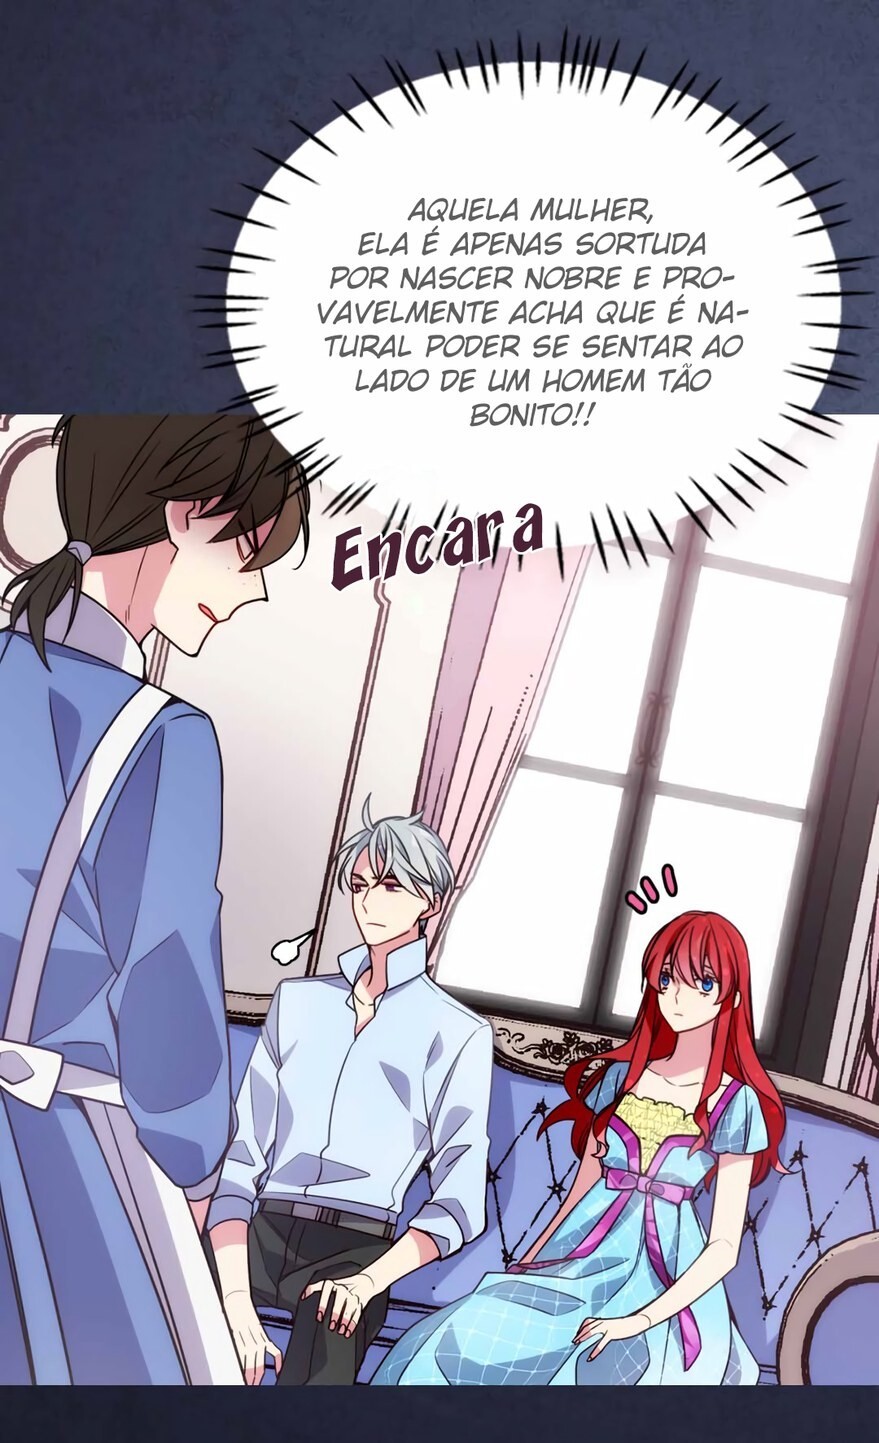 AQUELA MULHER,
ELA É APENAS SORTUDA
POR NASCER NOBRE E PRO-
VAVELMENTE ACHA QUE É NA-
TURAL PODER SE SENTAR AO
LADO DE UM HOMEM TÃO
BONITO!!
Encara